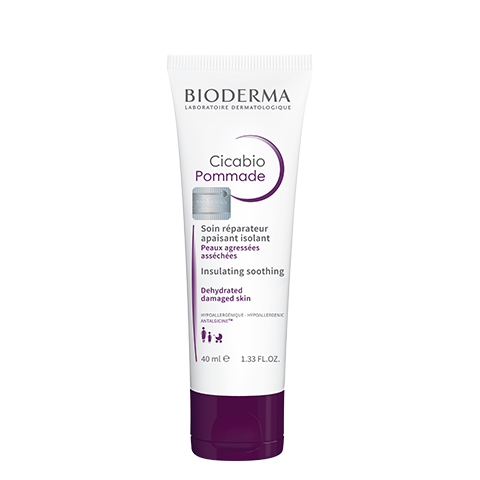 BIODERMA
LABORATOIRE DERMATOLOGIQUE
Cicabio
Pommade
Soin réparateur
apaisant isolant
Peaux agressées
asséchées
Insulating soothing
Dehydrated
damaged skin
HYPOALLERGÉNIQUE - HYPOALLERGENIC
ANTALGICINE™
40 ml ℮ 1.33 FL.OZ.